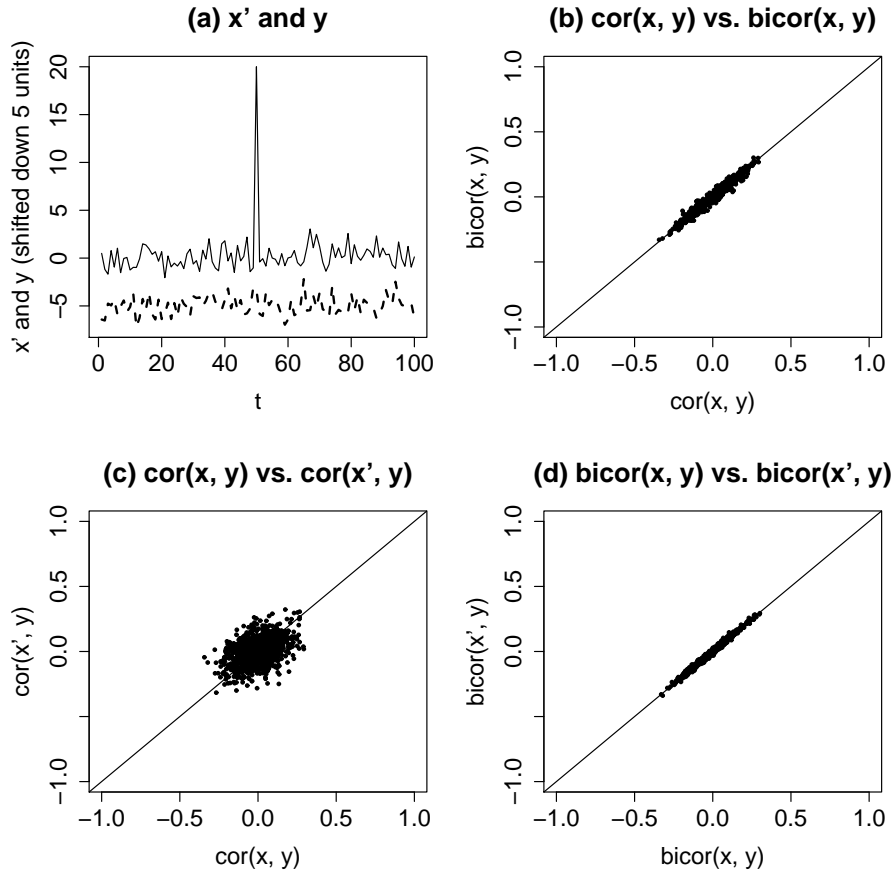 (a) x' and y
x' and y (shifted down 5 units)
20
15
10
5
0
−5
0 20 40 60 80 100
t
(b) cor(x, y) vs. bicor(x, y)
bicor(x, y)
1.0
0.5
0.0
−1.0
−1.0 −0.5 0.0 0.5 1.0
cor(x, y)
(c) cor(x, y) vs. cor(x', y)
cor(x', y)
1.0
0.5
0.0
−1.0
−1.0 −0.5 0.0 0.5 1.0
cor(x, y)
(d) bicor(x, y) vs. bicor(x', y)
bicor(x', y)
1.0
0.5
0.0
−1.0
−1.0 −0.5 0.0 0.5 1.0
bicor(x, y)